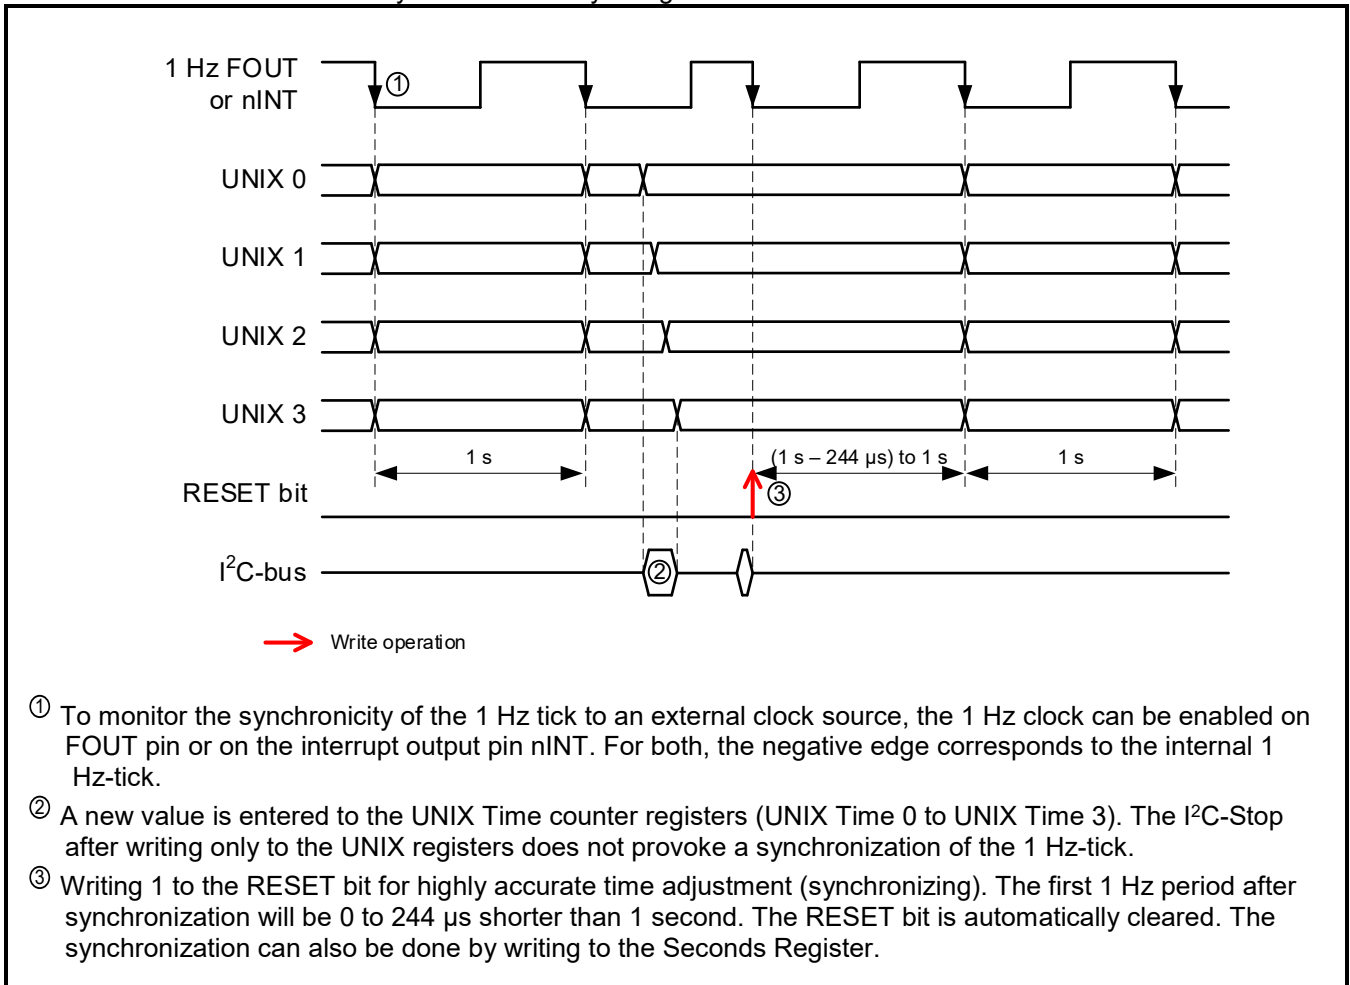 1 Hz FOUT
or nINT
①
UNIX 0
UNIX 1
UNIX 2
UNIX 3
1 s
(1 s – 244 µs) to 1 s
1 s
RESET bit
③
I²C-bus
②
Write operation
① To monitor the synchronicity of the 1 Hz tick to an external clock source, the 1 Hz clock can be enabled on
FOUT pin or on the interrupt output pin nINT. For both, the negative edge corresponds to the internal 1
Hz-tick.
② A new value is entered to the UNIX Time counter registers (UNIX Time 0 to UNIX Time 3). The I²C-Stop
after writing only to the UNIX registers does not provoke a synchronization of the 1 Hz-tick.
③ Writing 1 to the RESET bit for highly accurate time adjustment (synchronizing). The first 1 Hz period after
synchronization will be 0 to 244 µs shorter than 1 second. The RESET bit is automatically cleared. The
synchronization can also be done by writing to the Seconds Register.